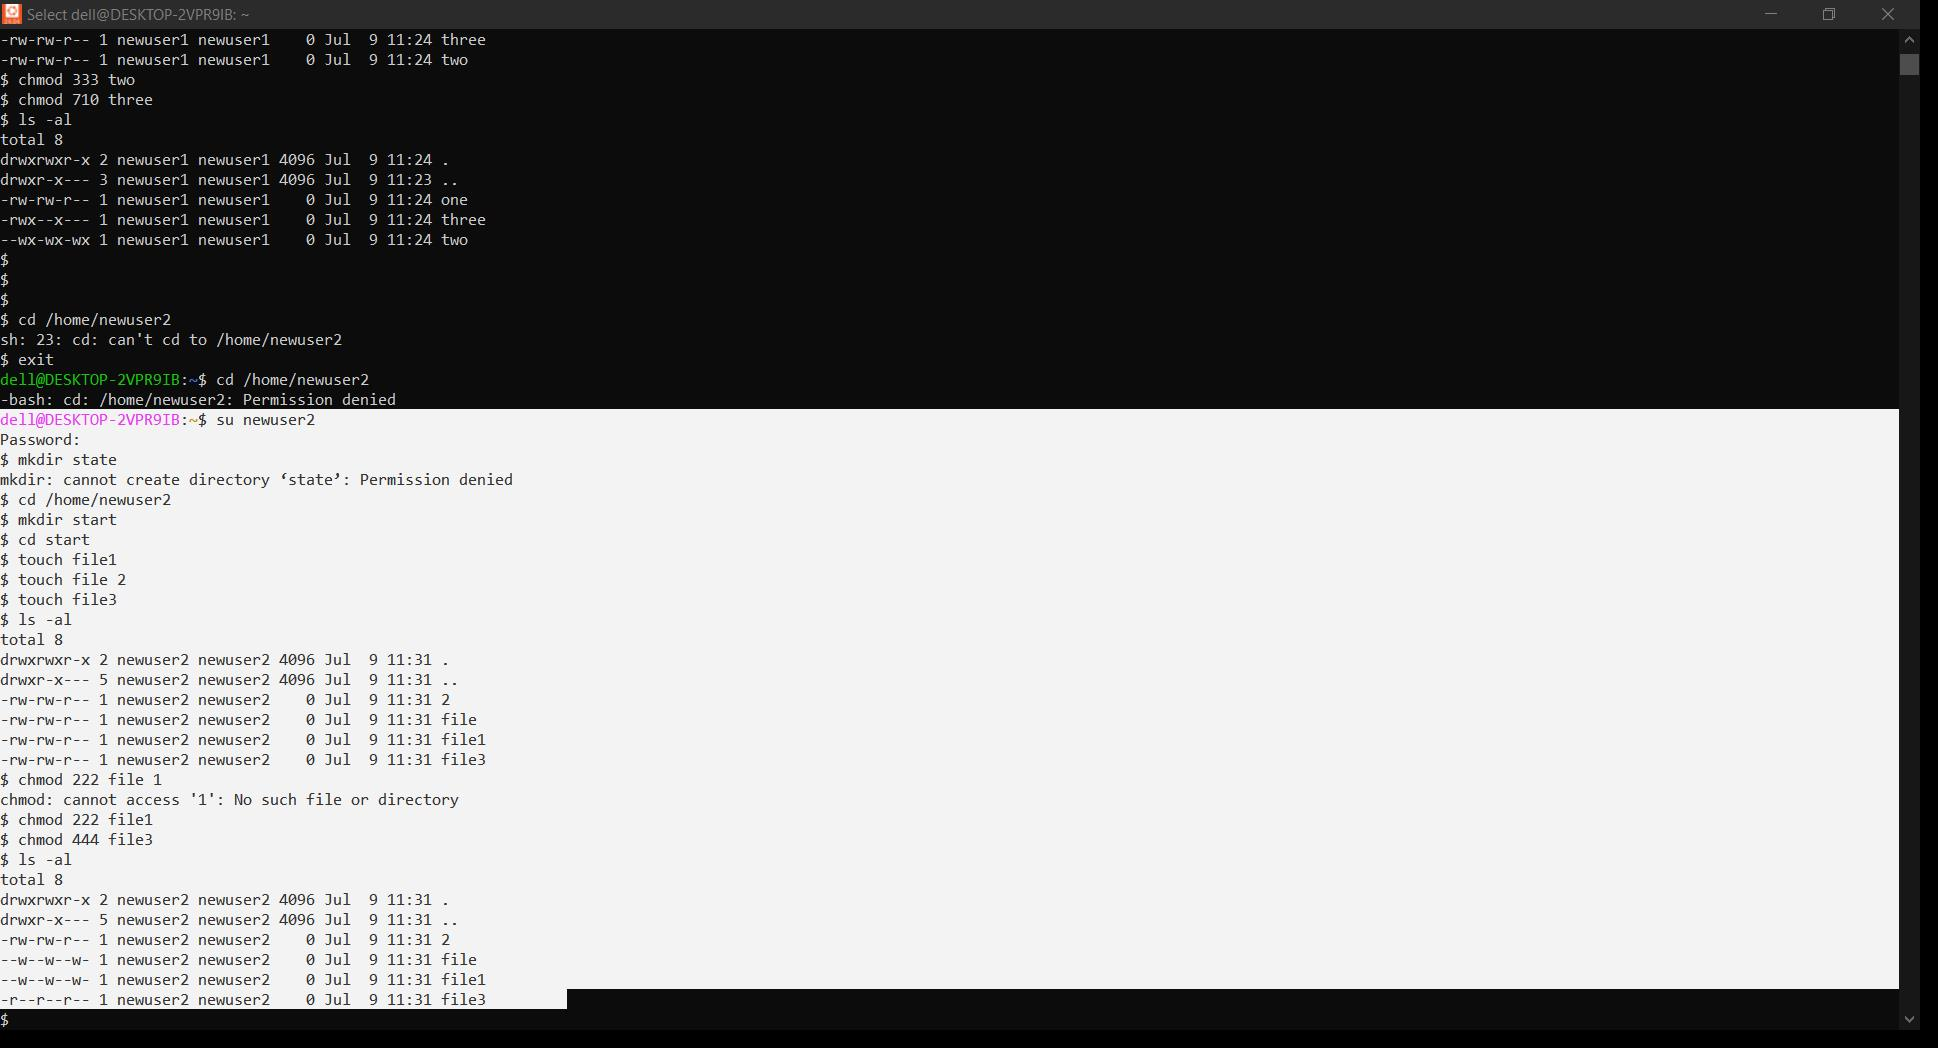 Select dell@DESKTOP-2VPR9IB: ~
-rw-rw-r-- 1 newuser1 newuser1    0 Jul  9 11:24 three
-rw-rw-r-- 1 newuser1 newuser1    0 Jul  9 11:24 two
$ chmod 333 two
$ chmod 710 three
$ ls -al
total 8
drwxrwxr-x 2 newuser1 newuser1 4096 Jul  9 11:24 .
drwxr-x--- 3 newuser1 newuser1 4096 Jul  9 11:23 ..
-rw-rw-r-- 1 newuser1 newuser1    0 Jul  9 11:24 one
-rwx--x--- 1 newuser1 newuser1    0 Jul  9 11:24 three
--wx-wx-wx 1 newuser1 newuser1    0 Jul  9 11:24 two
$
$
$
$ cd /home/newuser2
sh: 23: cd: can't cd to /home/newuser2
$ exit
dell@DESKTOP-2VPR9IB:~$ cd /home/newuser2
-bash: cd: /home/newuser2: Permission denied
dell@DESKTOP-2VPR9IB:~$ su newuser2
Password:
$ mkdir state
mkdir: cannot create directory ‘state’: Permission denied
$ cd /home/newuser2
$ mkdir start
$ cd start
$ touch file1
$ touch file 2
$ touch file3
$ ls -al
total 8
drwxrwxr-x 2 newuser2 newuser2 4096 Jul  9 11:31 .
drwxr-x--- 5 newuser2 newuser2 4096 Jul  9 11:31 ..
-rw-rw-r-- 1 newuser2 newuser2    0 Jul  9 11:31 2
-rw-rw-r-- 1 newuser2 newuser2    0 Jul  9 11:31 file
-rw-rw-r-- 1 newuser2 newuser2    0 Jul  9 11:31 file1
-rw-rw-r-- 1 newuser2 newuser2    0 Jul  9 11:31 file3
$ chmod 222 file 1
chmod: cannot access '1': No such file or directory
$ chmod 222 file1
$ chmod 444 file3
$ ls -al
total 8
drwxrwxr-x 2 newuser2 newuser2 4096 Jul  9 11:31 .
drwxr-x--- 5 newuser2 newuser2 4096 Jul  9 11:31 ..
-rw-rw-r-- 1 newuser2 newuser2    0 Jul  9 11:31 2
--w--w--w- 1 newuser2 newuser2    0 Jul  9 11:31 file
--w--w--w- 1 newuser2 newuser2    0 Jul  9 11:31 file1
-r--r--r-- 1 newuser2 newuser2    0 Jul  9 11:31 file3
$